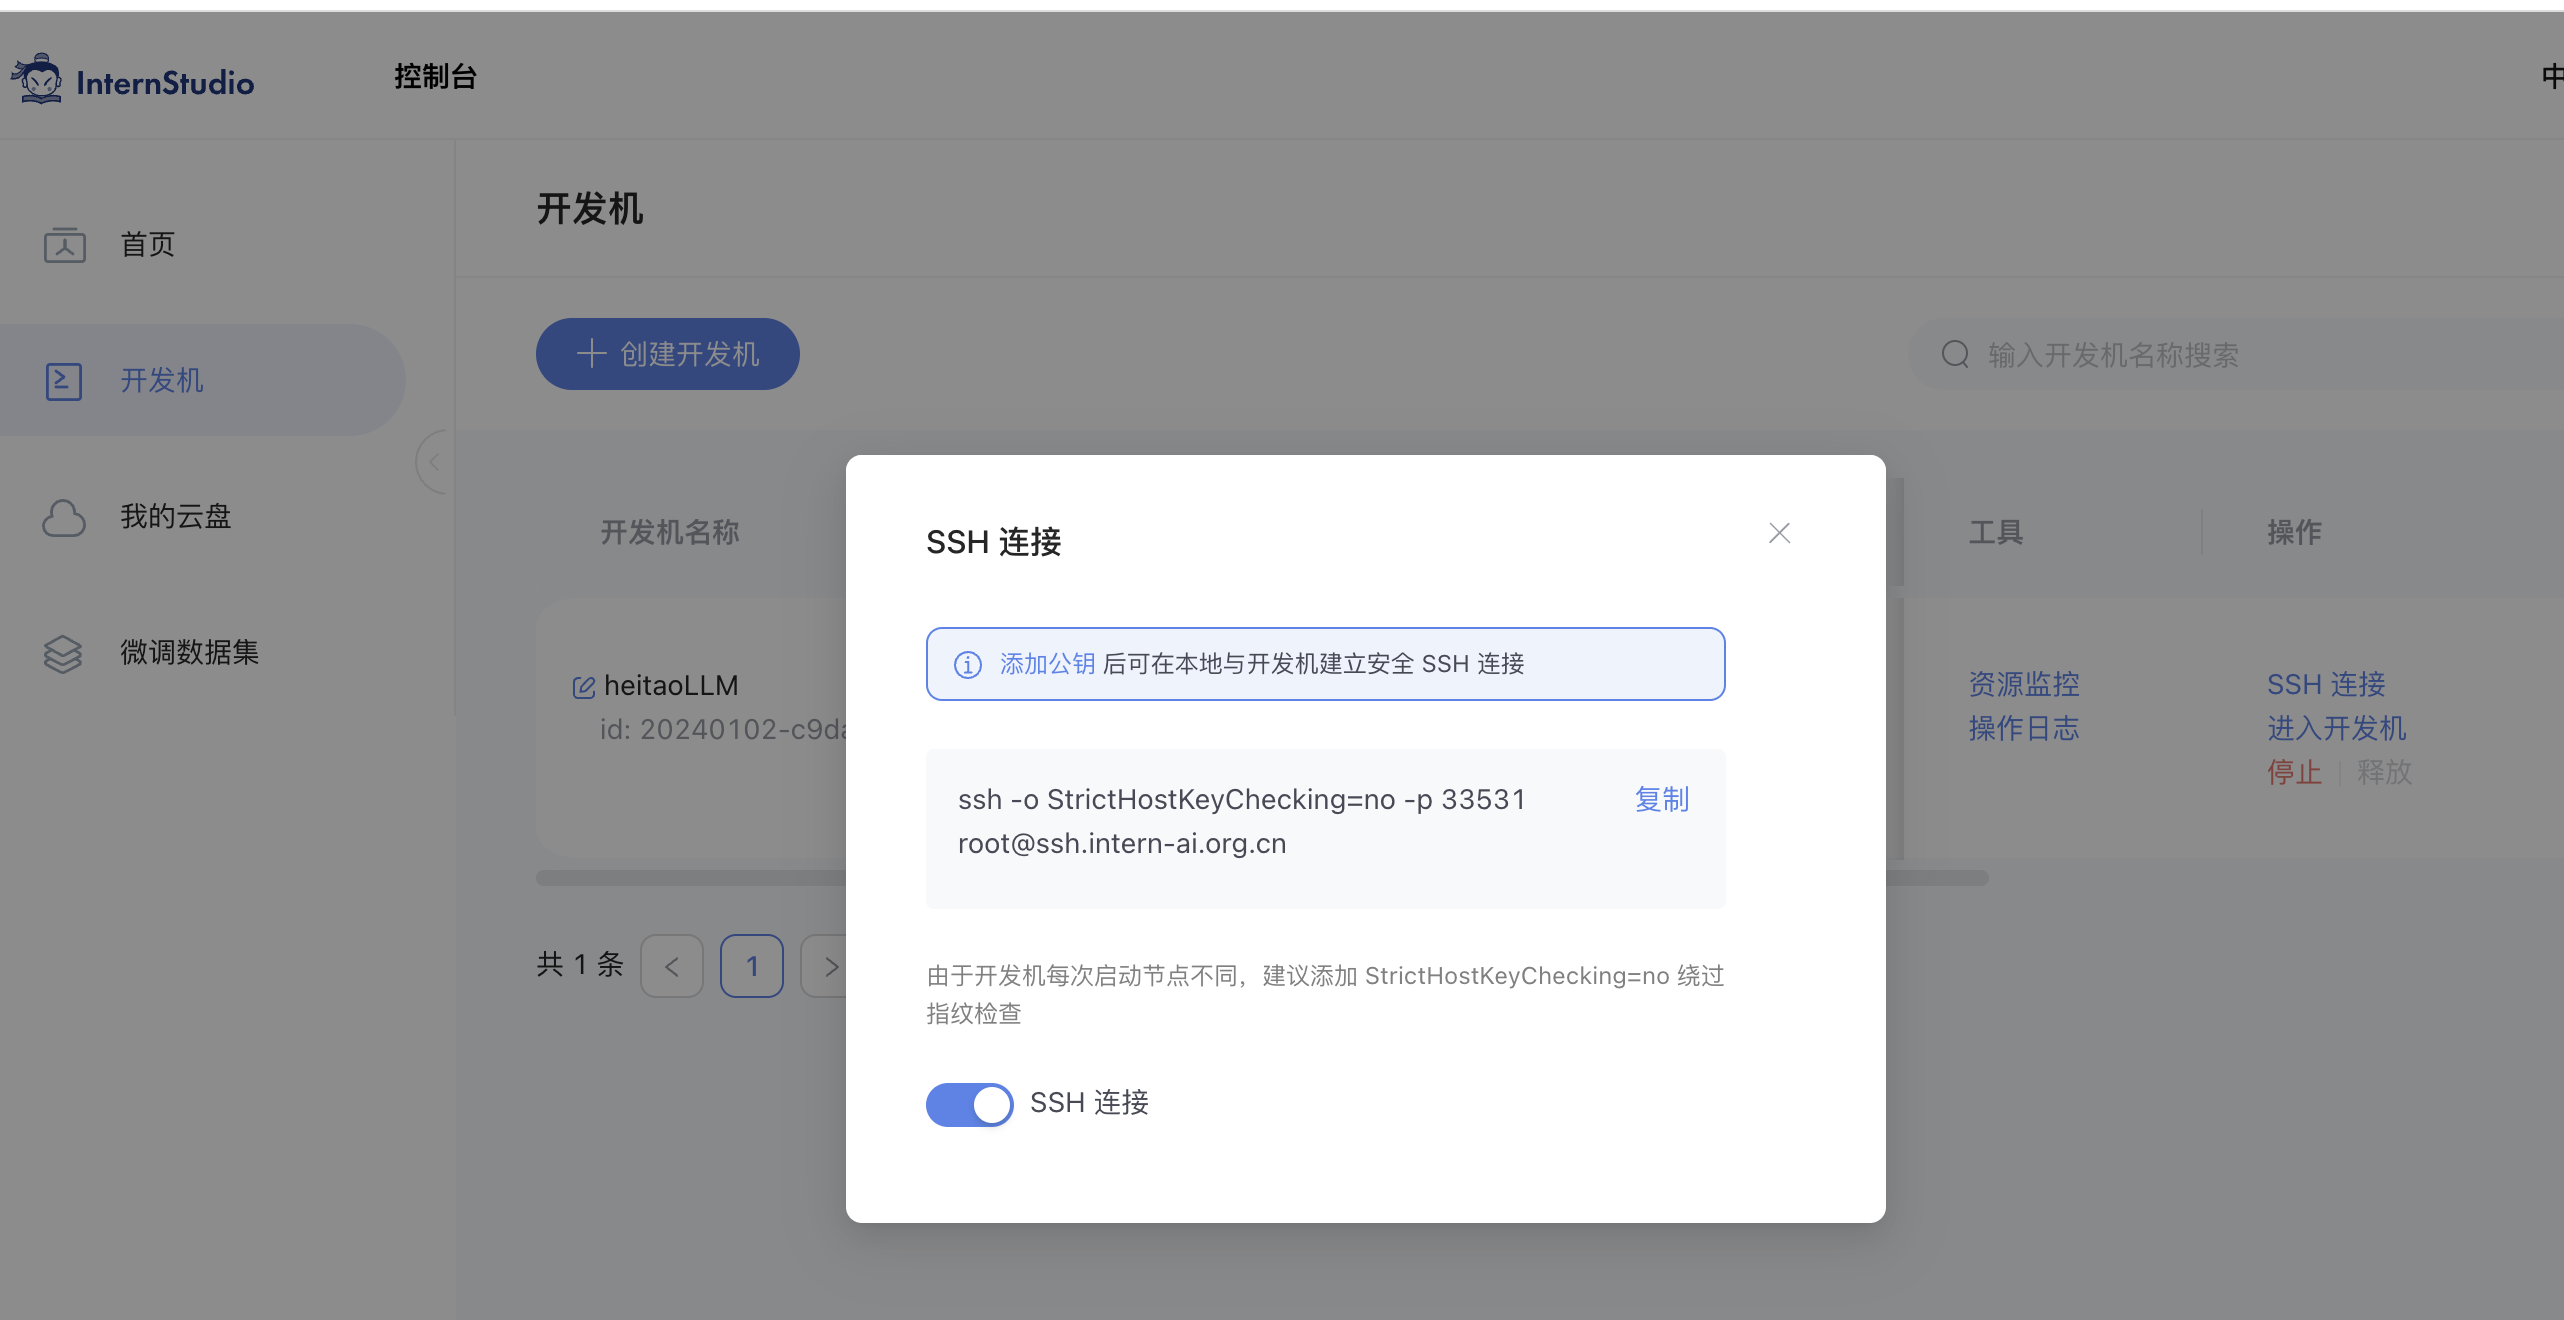 InternStudio
控制台
中
首页
开发机
我的云盘
微调数据集
开发机
创建开发机
输入开发机名称搜索
开发机名称
工具
操作
heitaoLLM
id: 20240102-c9da
资源监控
操作日志
SSH 连接
进入开发机
停止 | 释放
共 1 条
<
1
>
SSH 连接
添加公钥 后可在本地与开发机建立安全 SSH 连接
ssh -o StrictHostKeyChecking=no -p 33531
root@ssh.intern-ai.org.cn
复制
由于开发机每次启动节点不同，建议添加 StrictHostKeyChecking=no 绕过
指纹检查
SSH 连接